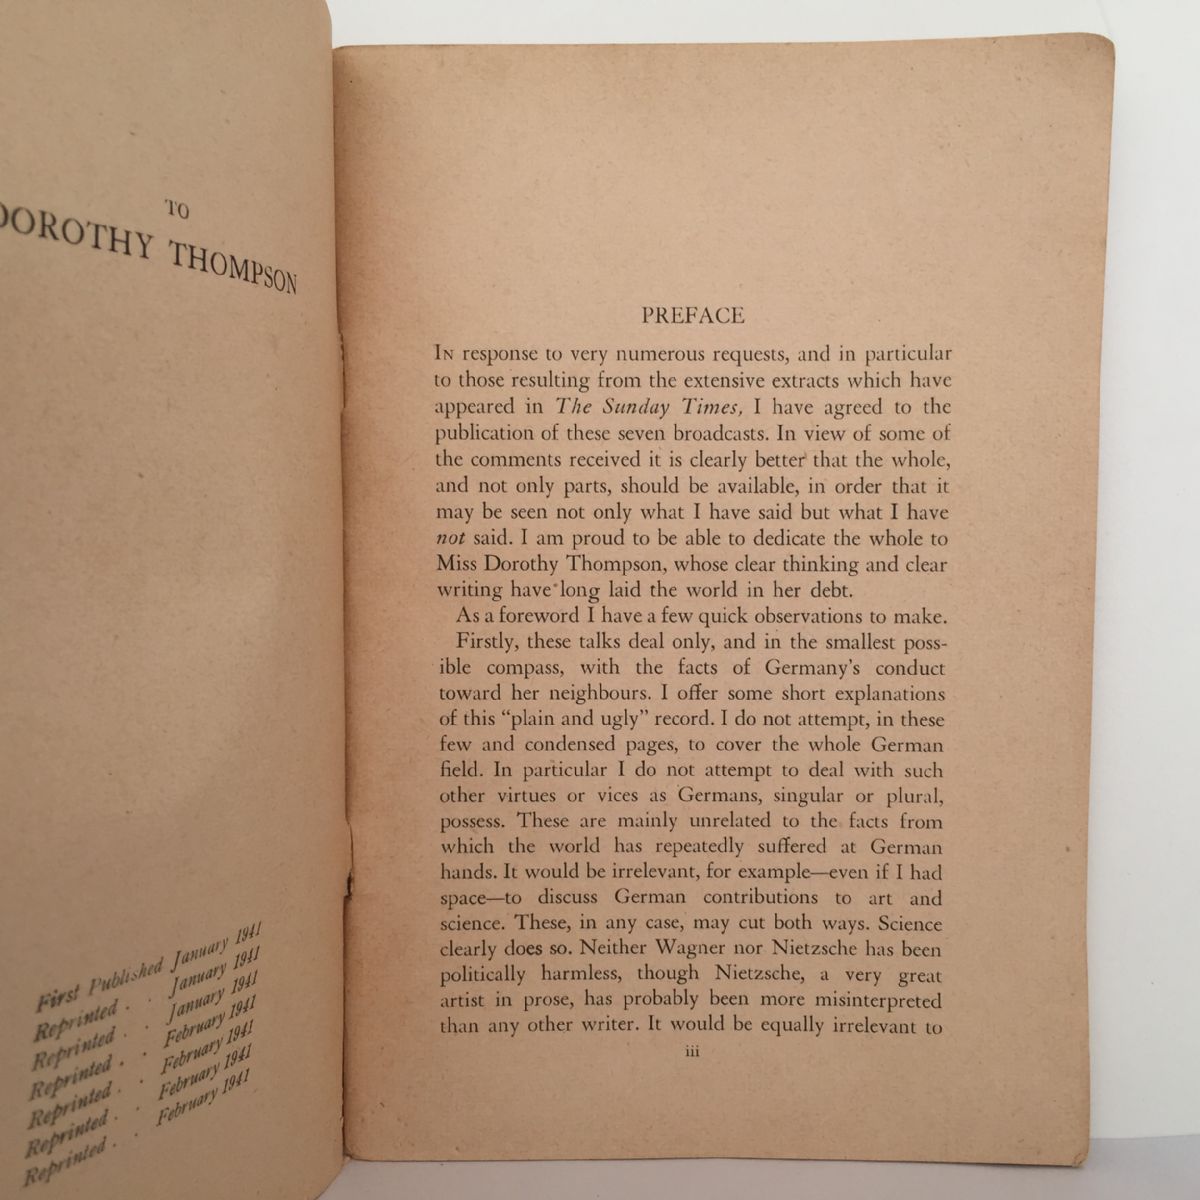 TO
DOROTHY THOMPSON
First Published January 1941
Reprinted . . January 1941
Reprinted . . January 1941
Reprinted . . February 1941
Reprinted . . February 1941
Reprinted . . February 1941
Reprinted . . February 1941
PREFACE
IN response to very numerous requests, and in particular
to those resulting from the extensive extracts which have
appeared in The Sunday Times, I have agreed to the
publication of these seven broadcasts. In view of some of
the comments received it is clearly better that the whole,
and not only parts, should be available, in order that it
may be seen not only what I have said but what I have
not said. I am proud to be able to dedicate the whole to
Miss Dorothy Thompson, whose clear thinking and clear
writing have long laid the world in her debt.
As a foreword I have a few quick observations to make.
Firstly, these talks deal only, and in the smallest poss-
ible compass, with the facts of Germany's conduct
toward her neighbours. I offer some short explanations
of this "plain and ugly" record. I do not attempt, in these
few and condensed pages, to cover the whole German
field. In particular I do not attempt to deal with such
other virtues or vices as Germans, singular or plural,
possess. These are mainly unrelated to the facts from
which the world has repeatedly suffered at German
hands. It would be irrelevant, for example—even if I had
space—to discuss German contributions to art and
science. These, in any case, may cut both ways. Science
clearly does so. Neither Wagner nor Nietzsche has been
politically harmless, though Nietzsche, a very great
artist in prose, has probably been more misinterpreted
than any other writer. It would be equally irrelevant to
iii